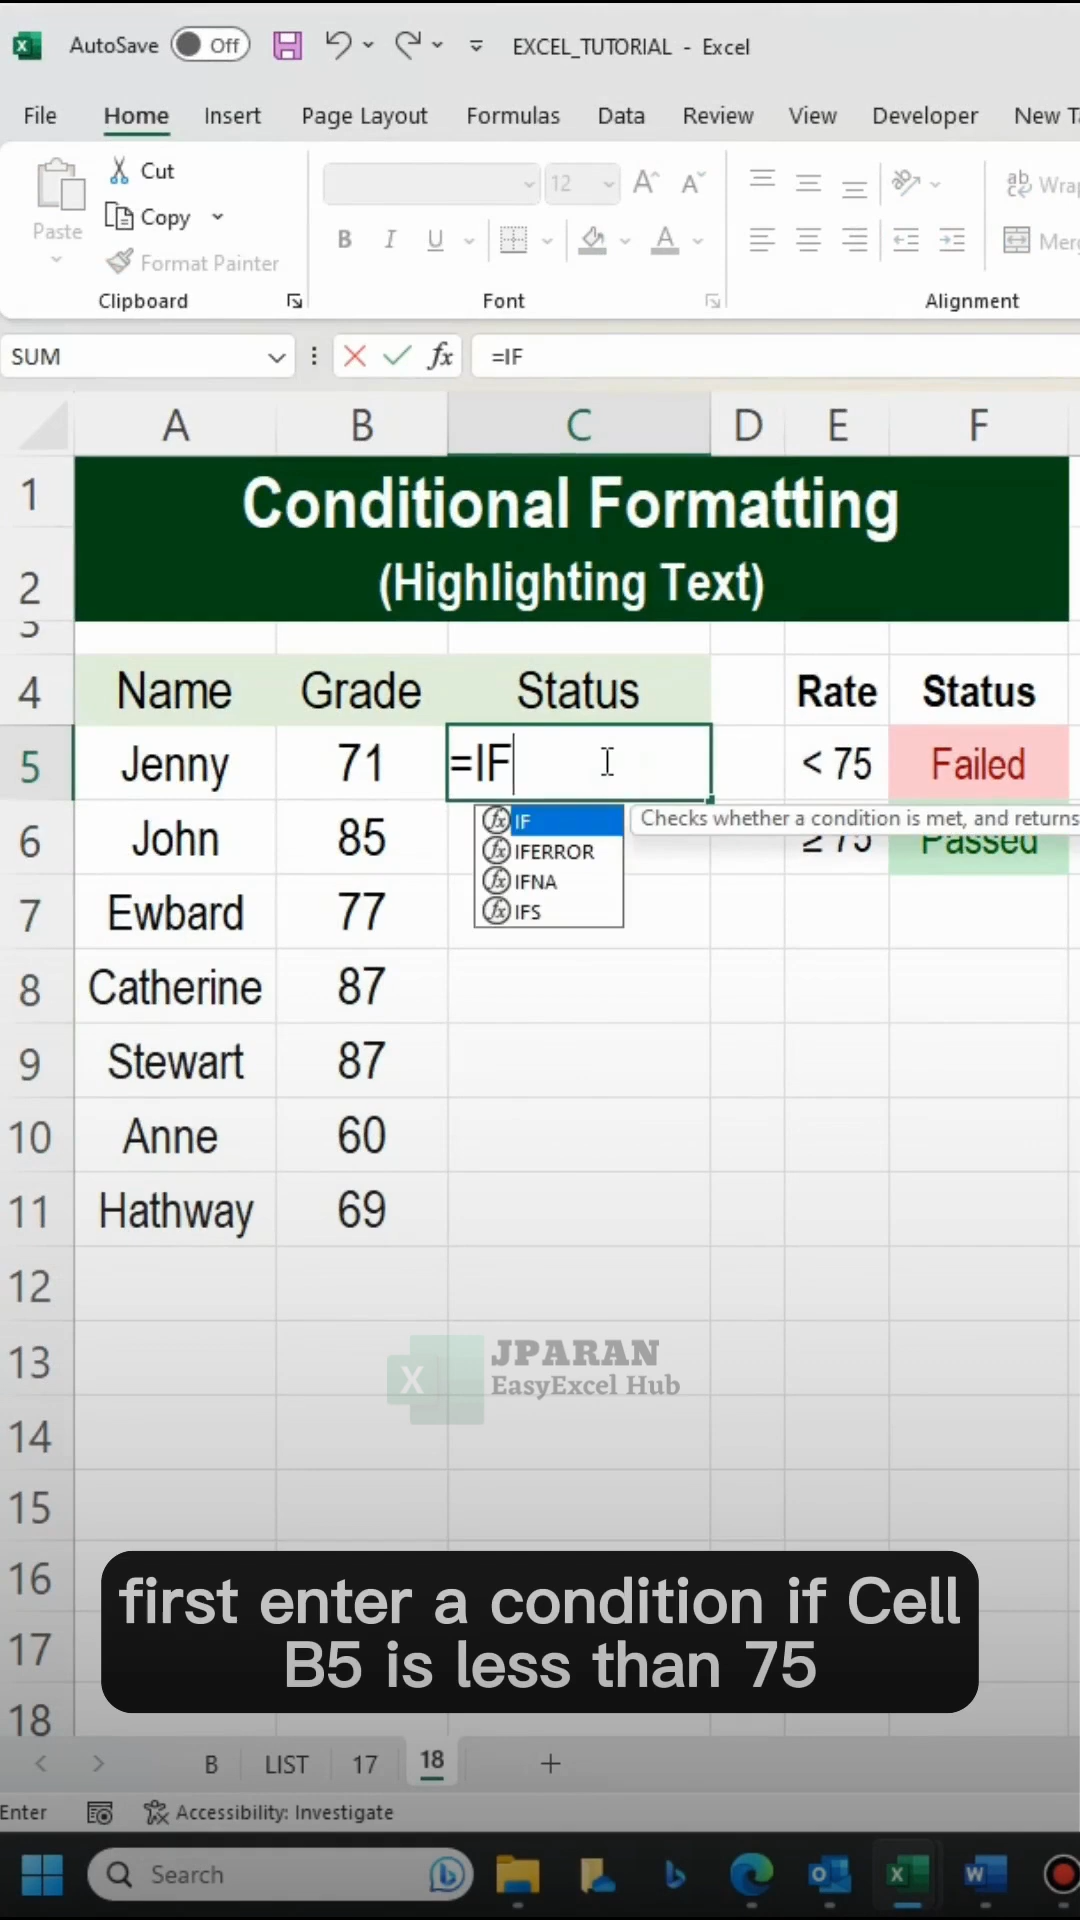 AutoSave Off EXCEL_TUTORIAL - Excel
File Home Insert Page Layout Formulas Data Review View Developer New
Cut
Copy
Paste
Format Painter
12
B I U A
ab
Clipboard Font Alignment
SUM fx =IF
A B C D E F
1 Conditional Formatting
2 (Highlighting Text)
3
4 Name Grade Status Rate Status
5 Jenny 71 =IF < 75 Failed
IF Checks whether a condition is met, and returns
6 John 85 ≥ 75 Passed
IFERROR
IFNA
IFS
7 Ewbard 77
8 Catherine 87
9 Stewart 87
10 Anne 60
11 Hathway 69
12
13
JPARAN
EasyExcel Hub
14
15
16
first enter a condition if Cell
B5 is less than 75
17
18
B LIST 17 18 +
Enter Accessibility: Investigate
Search